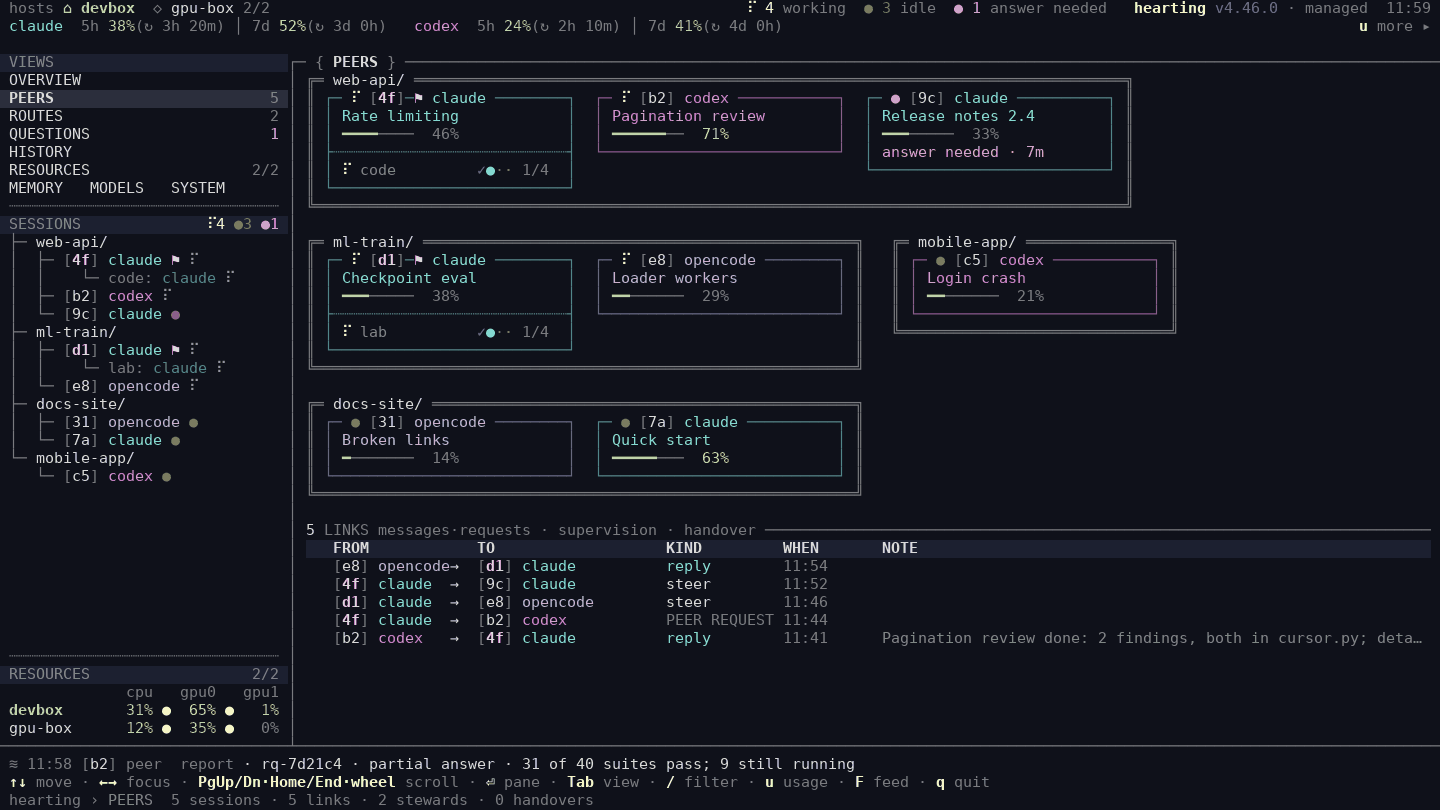 hosts ⌂ devbox ◇ gpu-box 2/2 ⠏ 4 working ● 3 idle ● 1 answer needed hearting v4.46.0 · managed 11:59
claude 5h 38%(↻ 3h 20m) │ 7d 52%(↻ 3d 0h) codex 5h 24%(↻ 2h 10m) │ 7d 41%(↻ 4d 0h) u more ▸
VIEWS
OVERVIEW
PEERS 5
ROUTES 2
QUESTIONS 1
HISTORY
RESOURCES 2/2
MEMORY MODELS SYSTEM
SESSIONS ⠏4 ●3 ●1
web-api/
[4f] claude ⚑ ⠏
code: claude ⠏
[b2] codex ⠏
[9c] claude ●
ml-train/
[d1] claude ⚑ ⠏
lab: claude ⠏
[e8] opencode ⠏
docs-site/
[31] opencode ●
[7a] claude ●
mobile-app/
[c5] codex ●
RESOURCES 2/2
cpu gpu0 gpu1
devbox 31% ● 65% ● 1%
gpu-box 12% ● 35% ● 0%
{ PEERS }
web-api/
⠏ [4f]─⚑ claude
Rate limiting
46%
⠏ code ✓●·· 1/4
⠏ [b2] codex
Pagination review
71%
● [9c] claude
Release notes 2.4
33%
answer needed · 7m
ml-train/
⠏ [d1]─⚑ claude
Checkpoint eval
38%
⠏ lab ✓●·· 1/4
⠏ [e8] opencode
Loader workers
29%
mobile-app/
● [c5] codex
Login crash
21%
docs-site/
● [31] opencode
Broken links
14%
● [7a] claude
Quick start
63%
5 LINKS messages·requests · supervision · handover
FROM TO KIND WHEN NOTE
[e8] opencode→ [d1] claude reply 11:54
[4f] claude → [9c] claude steer 11:52
[d1] claude → [e8] opencode steer 11:46
[4f] claude → [b2] codex PEER REQUEST 11:44
[b2] codex → [4f] claude reply 11:41 Pagination review done: 2 findings, both in cursor.py; deta…
≋ 11:58 [b2] peer report · rq-7d21c4 · partial answer · 31 of 40 suites pass; 9 still running
↑↓ move · ←→ focus · PgUp/Dn·Home/End·wheel scroll · ⏎ pane · Tab view · / filter · u usage · F feed · q quit
hearting › PEERS 5 sessions · 5 links · 2 stewards · 0 handovers